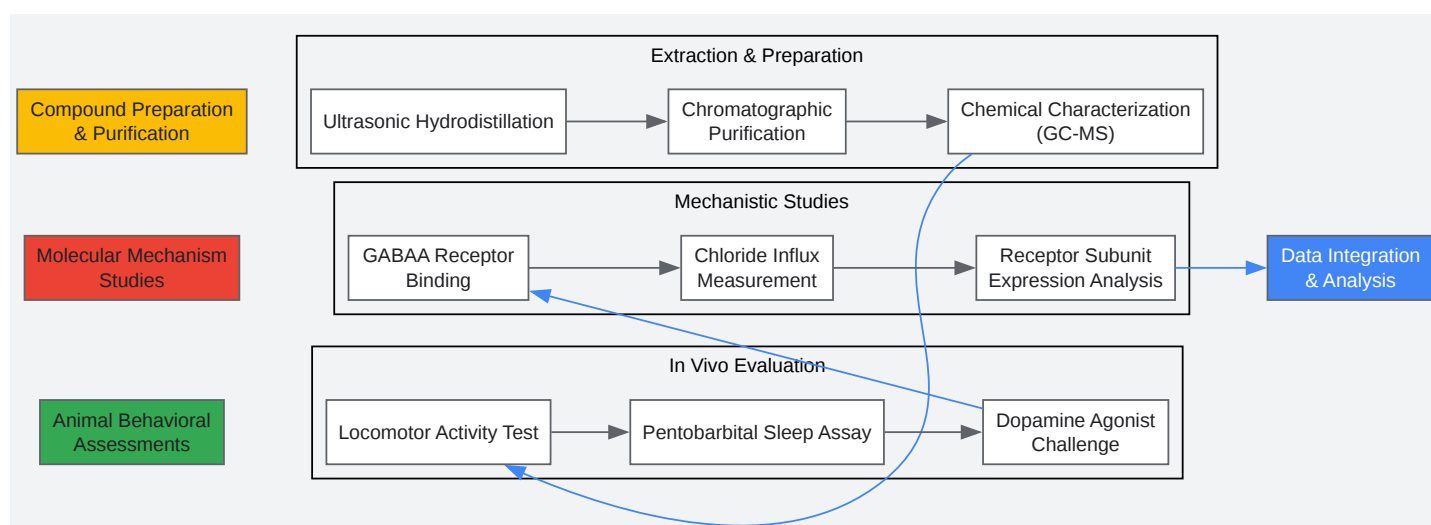 Extraction & Preparation
Compound Preparation
& Purification
Ultrasonic Hydrodistillation
Chromatographic
Purification
Chemical Characterization
(GC-MS)
Mechanistic Studies
Molecular Mechanism
Studies
GABAA Receptor
Binding
Chloride Influx
Measurement
Receptor Subunit
Expression Analysis
Data Integration
& Analysis
In Vivo Evaluation
Animal Behavioral
Assessments
Locomotor Activity Test
Pentobarbital Sleep Assay
Dopamine Agonist
Challenge